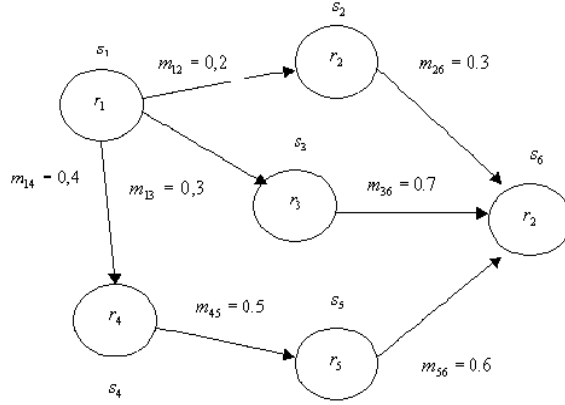 s₂
s₁
m₁₂ = 0,2
r₂
m₂₆ = 0.3
r₁
s₃
s₆
m₁₄ = 0,4
m₁₃ = 0,3
r₃
m₃₆ = 0.7
r₂
r₄
m₄₅ = 0.5
s₅
r₅
m₅₆ = 0.6
s₄